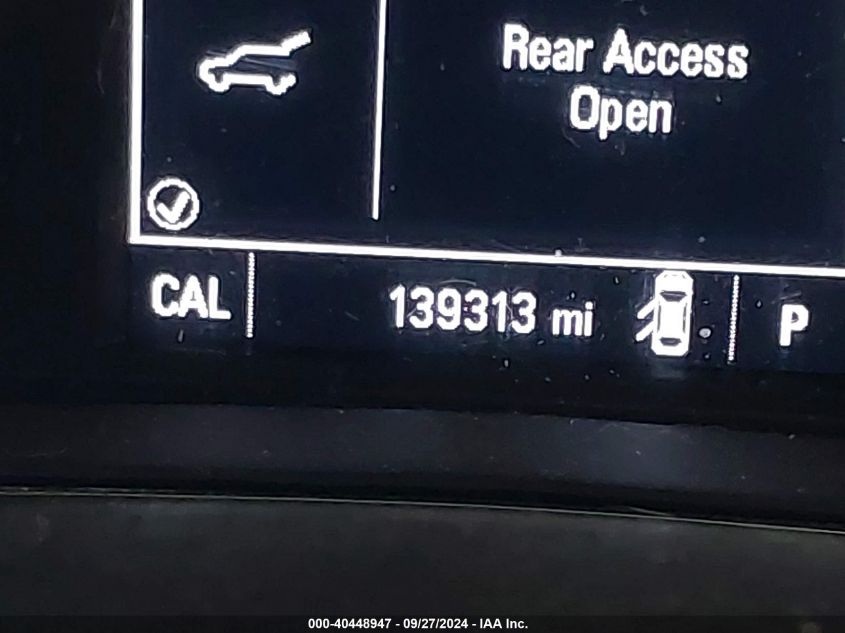 Rear Access
Open
CAL
139313 mi
P
000-40448947 - 09/27/2024 - IAA Inc.